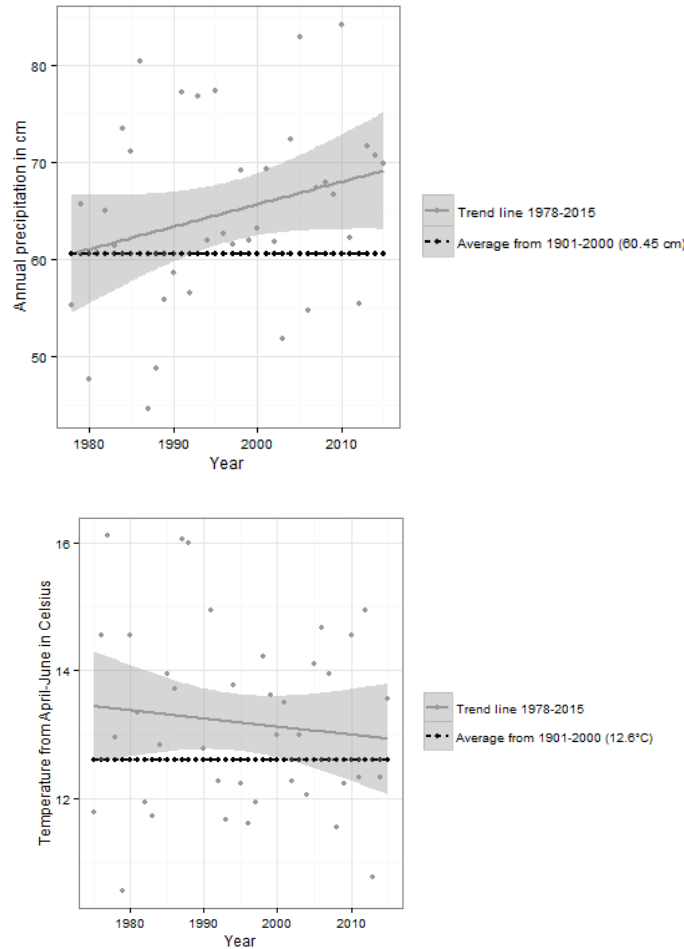 80
70
60
50
Annual precipitation in cm
1980
1990
2000
2010
Year
Trend line 1978-2015
Average from 1901-2000 (60.45 cm)
16
14
12
Temperature from April-June in Celsius
1980
1990
2000
2010
Year
Trend line 1978-2015
Average from 1901-2000 (12.6°C)